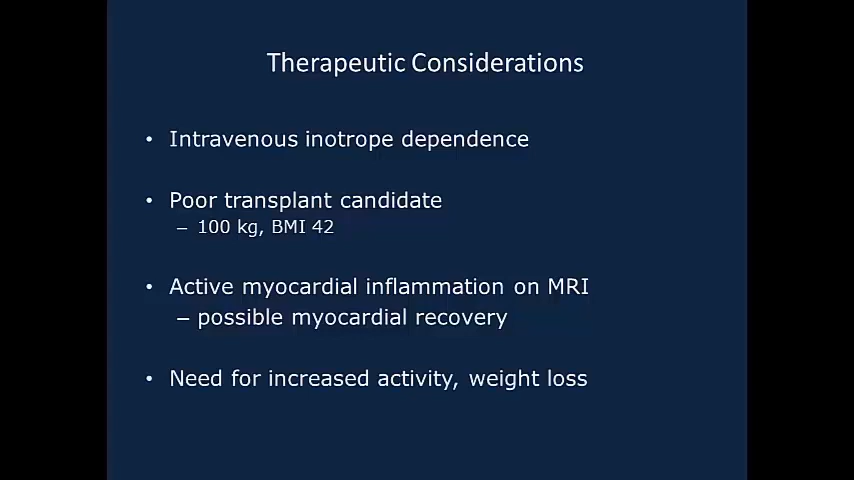 Therapeutic Considerations
• Intravenous inotrope dependence
• Poor transplant candidate
– 100 kg, BMI 42
• Active myocardial inflammation on MRI
– possible myocardial recovery
• Need for increased activity, weight loss